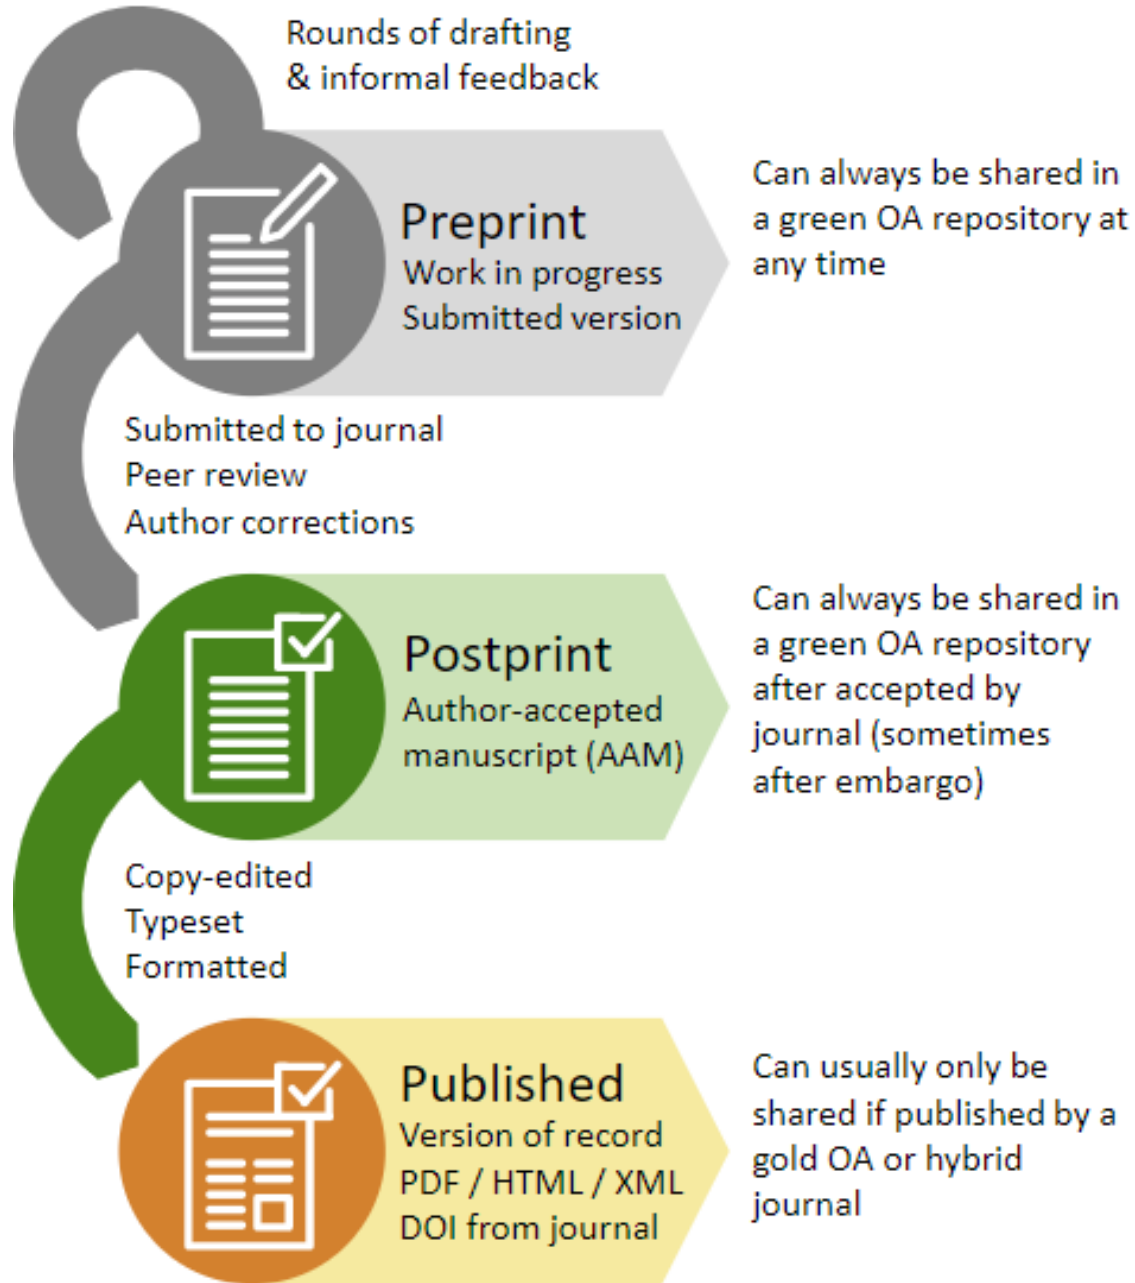 Rounds of drafting
& informal feedback
Preprint
Work in progress
Submitted version
Can always be shared in
a green OA repository at
any time
Submitted to journal
Peer review
Author corrections
Postprint
Author-accepted
manuscript (AAM)
Can always be shared in
a green OA repository
after accepted by
journal (sometimes
after embargo)
Copy-edited
Typeset
Formatted
Published
Version of record
PDF / HTML / XML
DOI from journal
Can usually only be
shared if published by a
gold OA or hybrid
journal